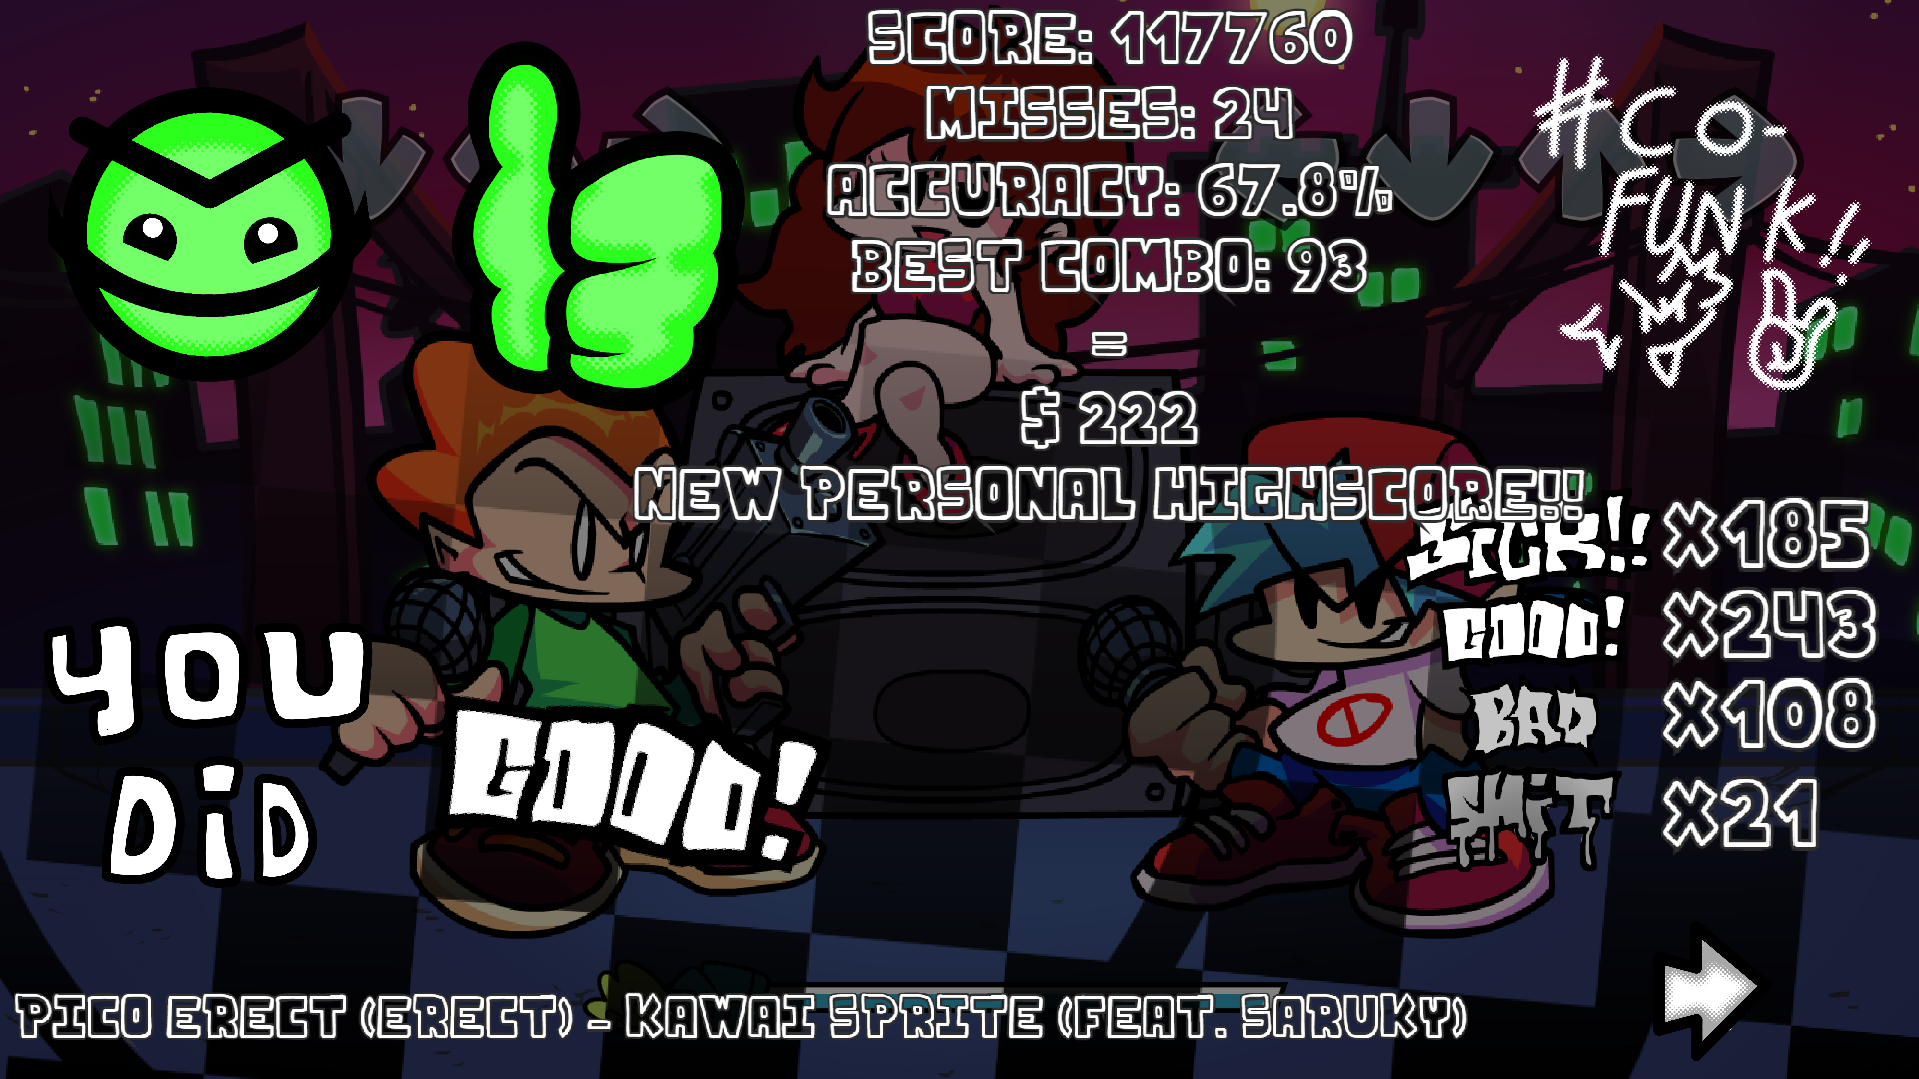 SCORE: 117760
MISSES: 24
ACCURACY: 67.8%
BEST COMBO: 93
=
$ 222
NEW PERSONAL HIGHSCORE!!
#CO-
FUNK!!
SICK!! X185
GOOD! X243
BAD X108
SHIT X21
YOU
DiD
GOOD!
PICO ERECT (ERECT) - KAWAI SPRITE (FEAT. SARUKY)